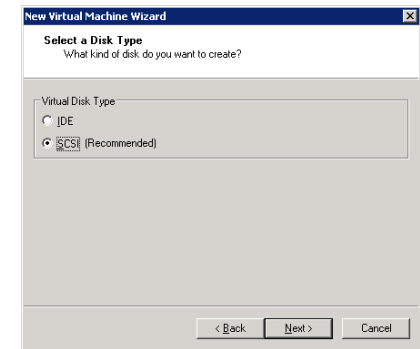 New Virtual Machine Wizard
Select a Disk Type
What kind of disk do you want to create?
Virtual Disk Type
IDE
SCSI (Recommended)
< Back Next > Cancel